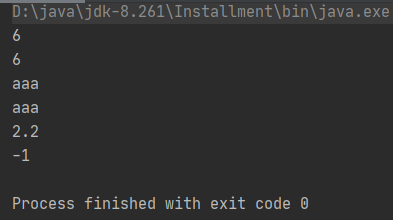 D:\java\jdk-8.261\Installment\bin\java.exe
6
6
aaa
aaa
2.2
-1
Process finished with exit code 0